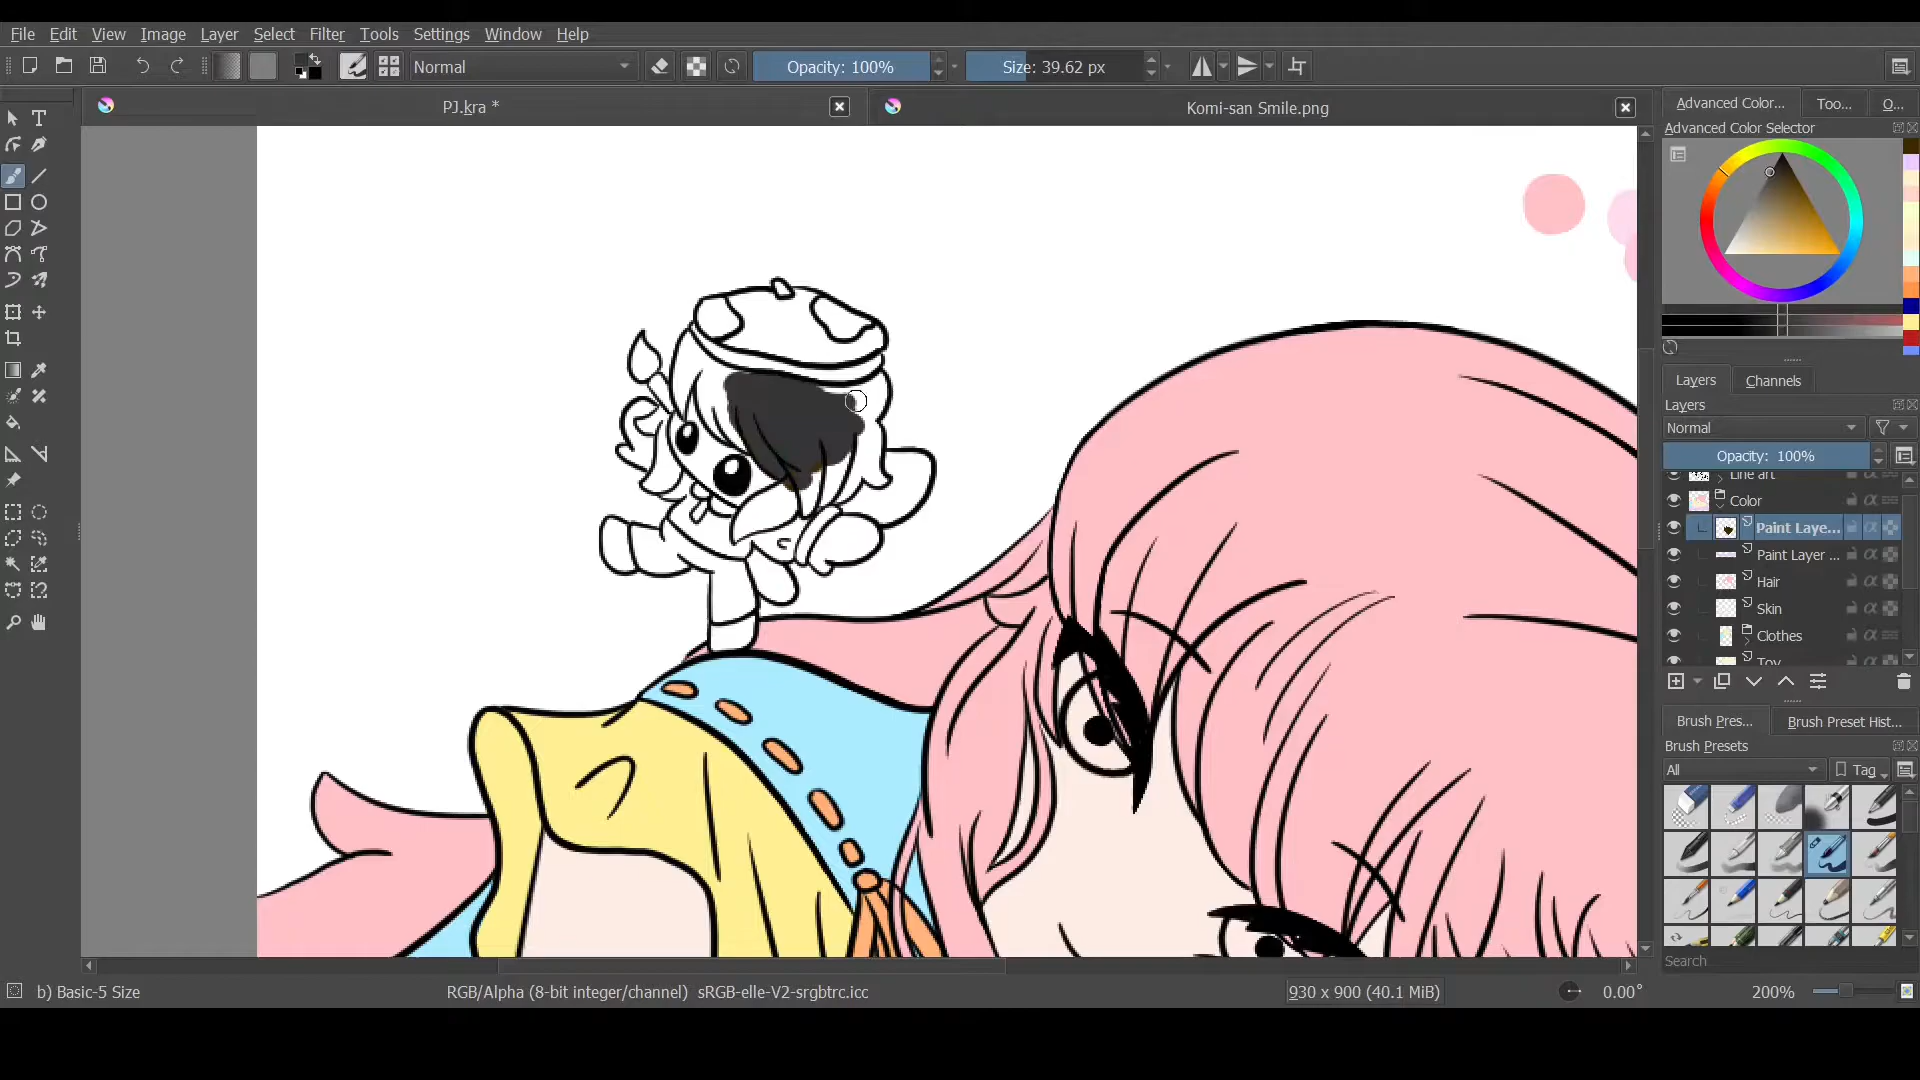 File Edit View Image Layer Select Filter Tools Settings Window Help
Normal Opacity: 100% Size: 39.62 px
PJ.kra * Komi-san Smile.png
Advanced Color... Too... O...
Advanced Color Selector
Layers Channels
Layers
Normal
Opacity: 100%
Line art
Color
Paint Laye...
Paint Layer ...
Hair
Skin
Clothes
Toy
Brush Pres... Brush Preset Hist...
Brush Presets
All Tag
Search
b) Basic-5 Size RGB/Alpha (8-bit integer/channel) sRGB-elle-V2-srgbtrc.icc 930 x 900 (40.1 MiB) 0.00° 200%